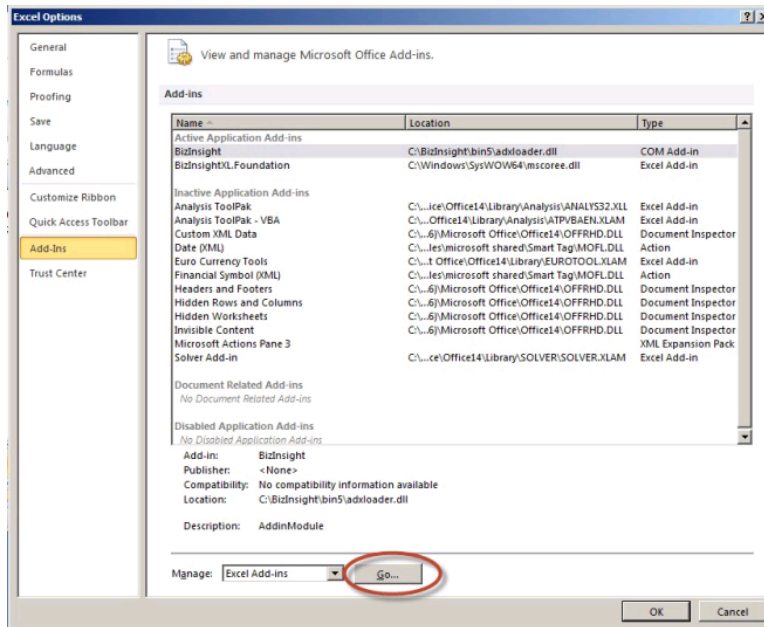 Excel Options
General
Formulas
Proofing
Save
Language
Advanced
Customize Ribbon
Quick Access Toolbar
Add-Ins
Trust Center
View and manage Microsoft Office Add-ins.
Add-ins
Name Location Type
Active Application Add-ins
BizInsight C:\BizInsight\bin5\adxloader.dll COM Add-in
BizInsightXL.Foundation C:\Windows\SysWOW64\mscoree.dll Excel Add-in
Inactive Application Add-ins
Analysis ToolPak C:\...ice\Office14\Library\Analysis\ANALYS32.XLL Excel Add-in
Analysis ToolPak - VBA C:\...Office14\Library\Analysis\ATPVBAEN.XLAM Excel Add-in
Custom XML Data C:\...6)\Microsoft Office\Office14\OFFRHD.DLL Document Inspector
Date (XML) C:\...les\microsoft shared\Smart Tag\MOFL.DLL Action
Euro Currency Tools C:\...t Office\Office14\Library\EUROTOOL.XLAM Excel Add-in
Financial Symbol (XML) C:\...les\microsoft shared\Smart Tag\MOFL.DLL Action
Headers and Footers C:\...6)\Microsoft Office\Office14\OFFRHD.DLL Document Inspector
Hidden Rows and Columns C:\...6)\Microsoft Office\Office14\OFFRHD.DLL Document Inspector
Hidden Worksheets C:\...6)\Microsoft Office\Office14\OFFRHD.DLL Document Inspector
Invisible Content C:\...6)\Microsoft Office\Office14\OFFRHD.DLL Document Inspector
Microsoft Actions Pane 3 XML Expansion Pack
Solver Add-in C:\...ce\Office14\Library\SOLVER\SOLVER.XLAM Excel Add-in
Document Related Add-ins
No Document Related Add-ins
Disabled Application Add-ins
No Disabled Application Add-ins
Add-in: BizInsight
Publisher: <None>
Compatibility: No compatibility information available
Location: C:\BizInsight\bin5\adxloader.dll
Description: AddinModule
Manage: Excel Add-ins Go...
OK Cancel